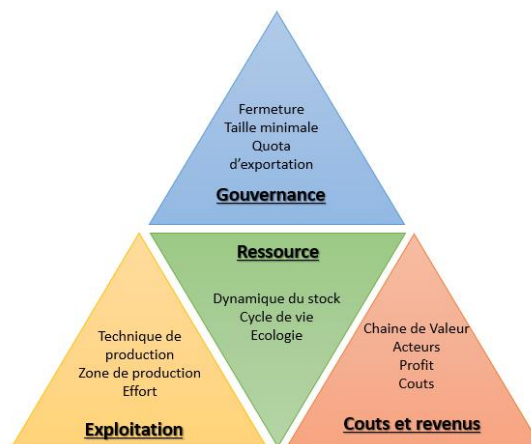 Fermeture
Taille minimale
Quota
d'exportation
Gouvernance
Ressource
Dynamique du stock
Cycle de vie
Ecologie
Technique de
production
Zone de production
Effort
Exploitation
Chaine de Valeur
Acteurs
Profit
Couts
Couts et revenus